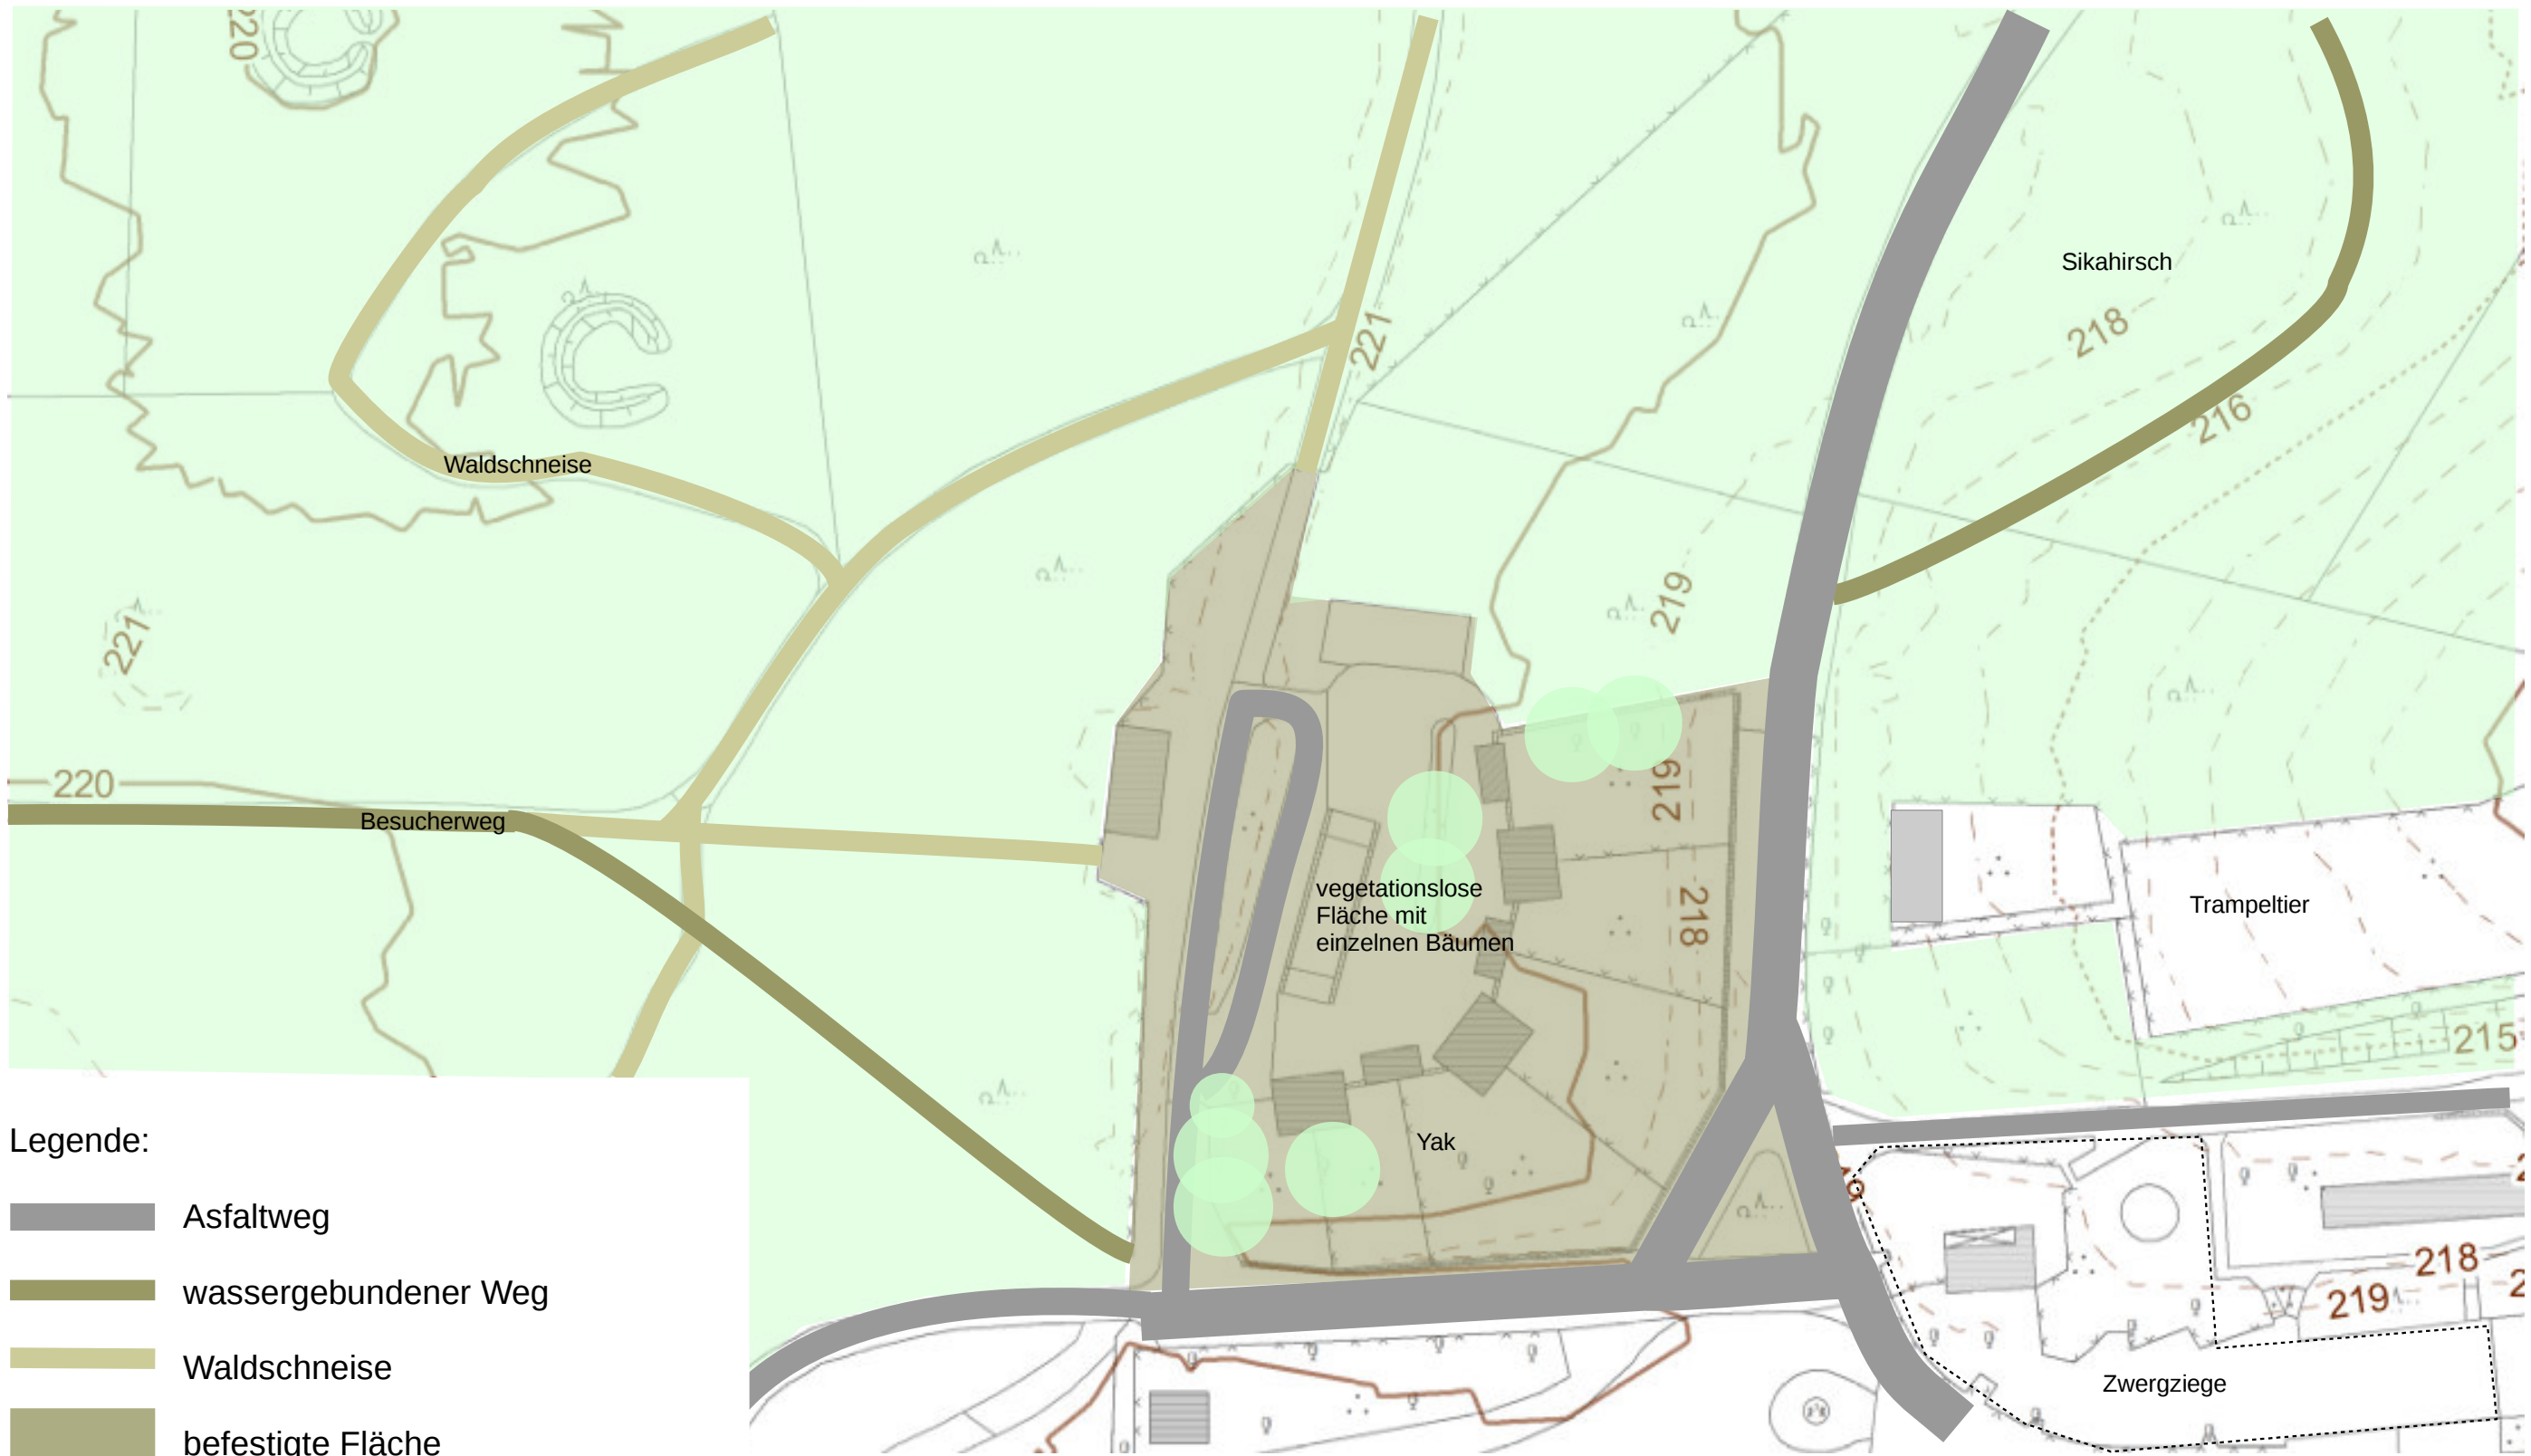 220
Sikahirsch
221
218
216
Waldschneise
219
221
220
Besucherweg
219
vegetationslose
Fläche mit
einzelnen Bäumen
218
Trampeltier
215
Yak
218
219
Zwergziege
Legende:
Asfaltweg
wassergebundener Weg
Waldschneise
befestigte Fläche